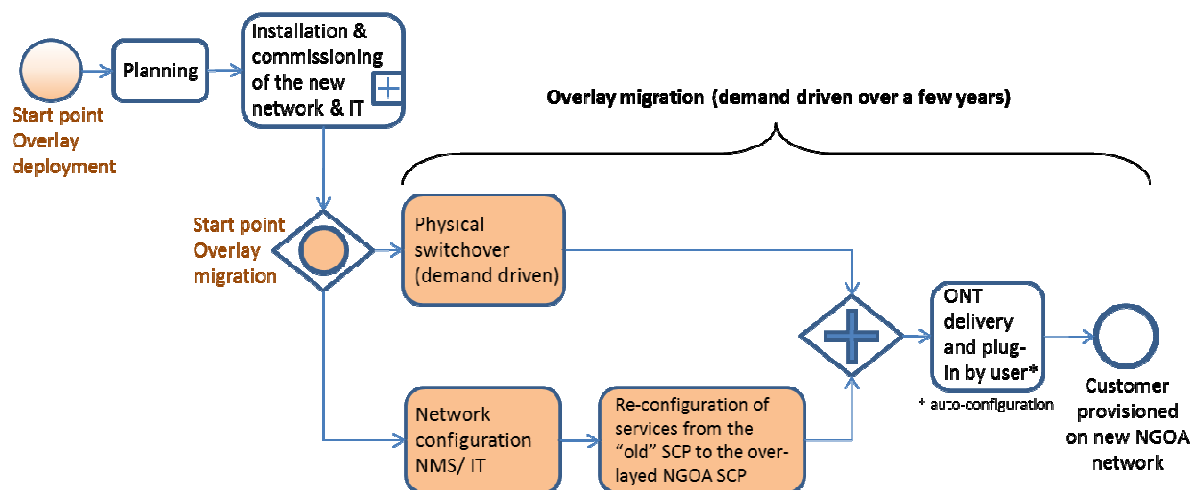 Start point
Overlay
deployment
Planning
Installation &
commissioning
of the new
network & IT
Overlay migration (demand driven over a few years)
Start point
Overlay
migration
Physical
switchover
(demand driven)
Network
configuration
NMS/ IT
Re-configuration of
services from the
“old” SCP to the over-
layed NGOA SCP
ONT
delivery
and plug-
in by user*
* auto-configuration
Customer
provisioned
on new NGOA
network